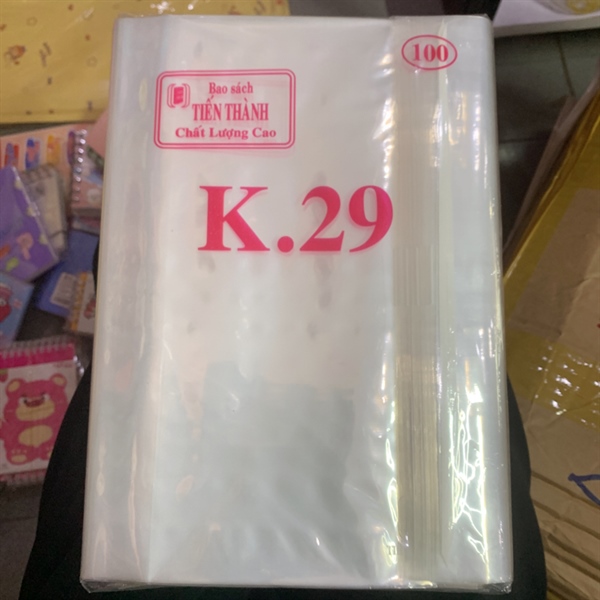 100
Bao sách
TIẾN THÀNH
Chất Lượng Cao
K.29